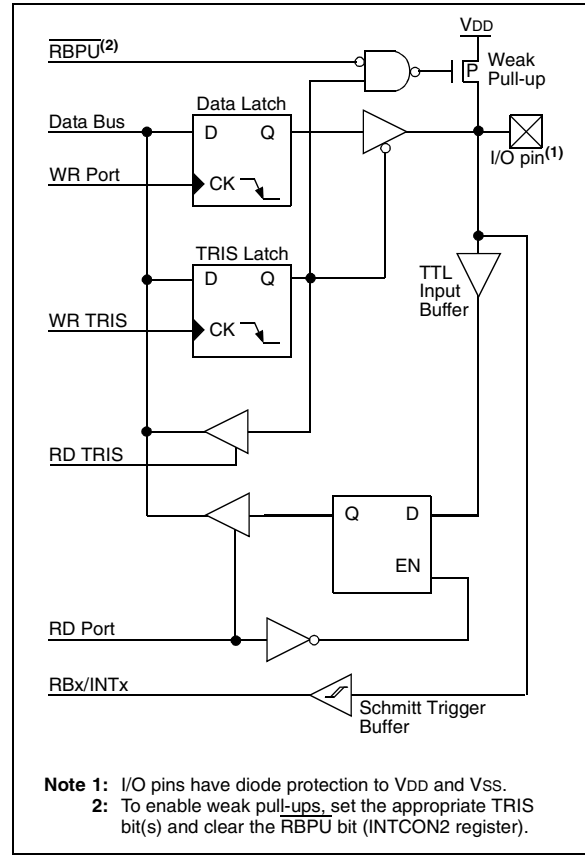 VDD
RBPU(2)
P
Weak
Pull-up
Data Latch
Data Bus
D Q
I/O pin(1)
WR Port
CK
TRIS Latch
D Q
TTL
Input
Buffer
WR TRIS
CK
RD TRIS
Q D
EN
RD Port
RBx/INTx
Schmitt Trigger
Buffer
Note 1: I/O pins have diode protection to VDD and VSS.
2: To enable weak pull-ups, set the appropriate TRIS
bit(s) and clear the RBPU bit (INTCON2 register).